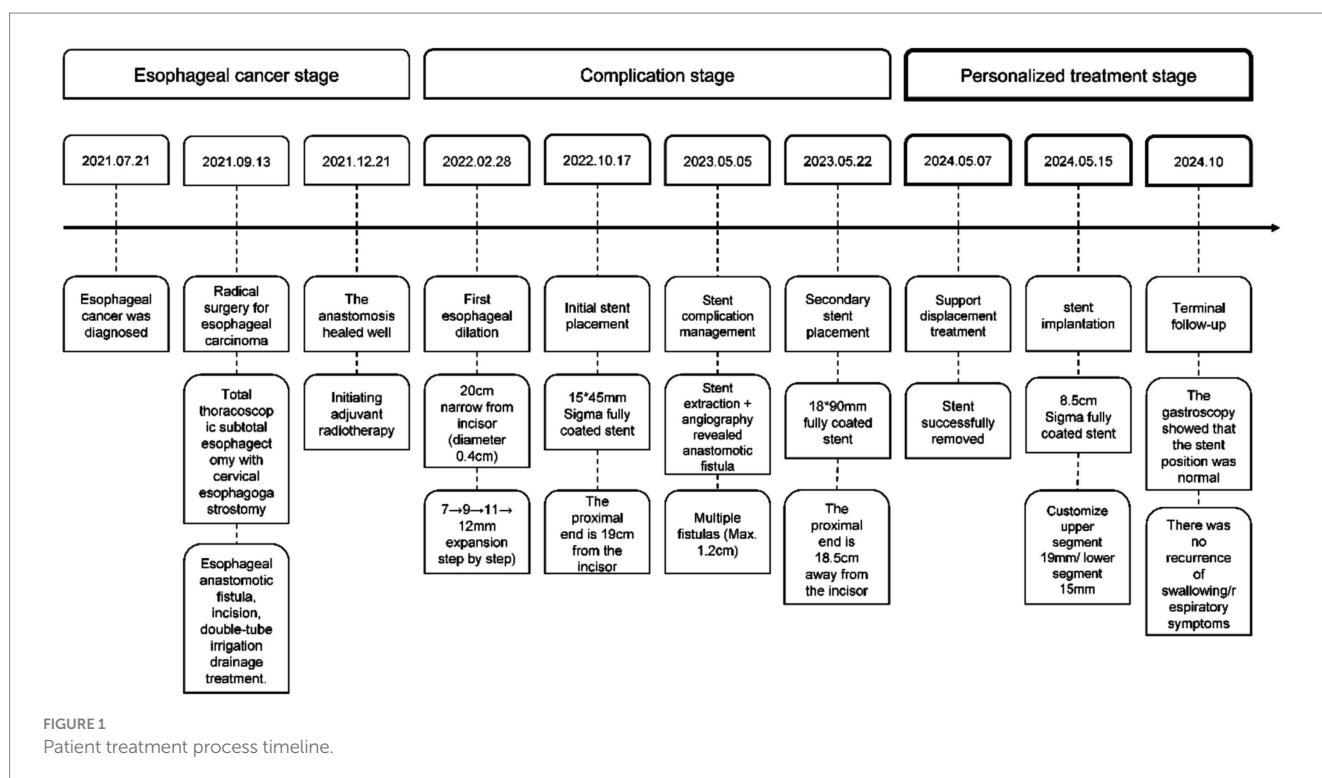 Esophageal cancer stage
Complication stage
Personalized treatment stage
2021.07.21
2021.09.13
2021.12.21
2022.02.28
2022.10.17
2023.05.05
2023.05.22
2024.05.07
2024.05.15
2024.10
Esophageal
cancer was
diagnosed
Radical
surgery for
esophageal
carcinoma
Total
thoracoscop
ic subtotal
esophagect
omy with
cervical
esophagoga
strostomy
Esophageal
anastomotic
fistula,
incision,
double-tube
irrigation
drainage
treatment.
The
anastomosis
healed well
Initiating
adjuvant
radiotherapy
First
esophageal
dilation
20cm
narrow from
incisor
(diameter
0.4cm)
7→9→11→
12mm
expansion
step by step)
Initial stent
placement
15*45mm
Sigma fully
coated stent
The
proximal
end is 19cm
from the
incisor
Stent
complication
management
Stent
extraction +
angiography
revealed
anastomotic
fistula
Multiple
fistulas (Max.
1.2cm)
Secondary
stent
placement
18*90mm
fully coated
stent
The
proximal
end is
18.5cm
away from
the incisor
Support
displacement
treatment
Stent
successfully
removed
stent
implantation
8.5cm
Sigma fully
coated stent
Customize
upper
segment
19mm/ lower
segment
15mm
Terminal
follow-up
The
gastroscopy
showed that
the stent
position was
normal
There was
no
recurrence
of
swallowing/r
espiratory
symptoms
FIGURE 1
Patient treatment process timeline.